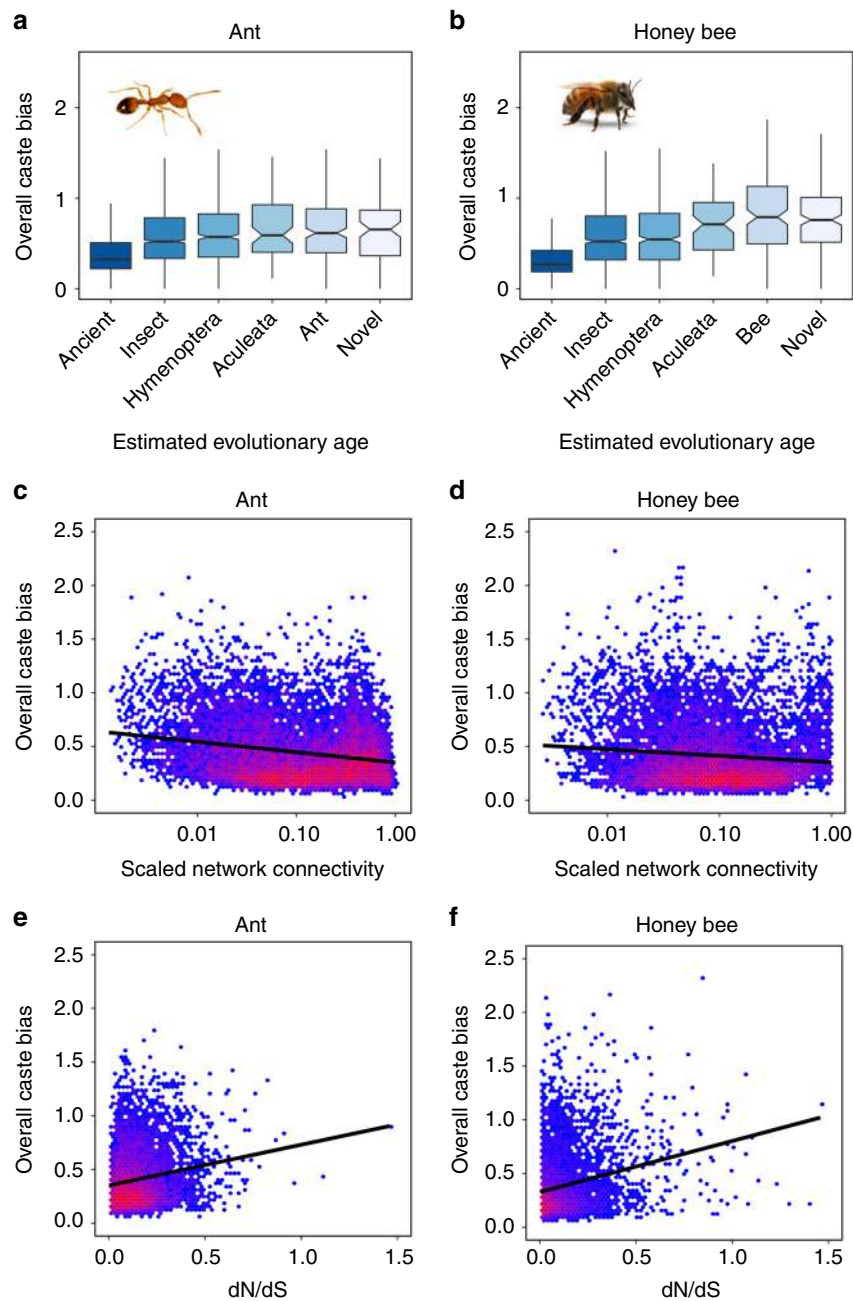 a
Ant
Overall caste bias
2
1
0
Ancient
Insect
Hymenoptera
Aculeata
Ant
Novel
Estimated evolutionary age
b
Honey bee
Overall caste bias
2
1
0
Ancient
Insect
Hymenoptera
Aculeata
Bee
Novel
Estimated evolutionary age
c
Ant
Overall caste bias
2.5
2.0
1.5
1.0
0.5
0.0
0.01 0.10 1.00
Scaled network connectivity
d
Honey bee
Overall caste bias
2.5
2.0
1.5
1.0
0.5
0.0
0.01 0.10 1.00
Scaled network connectivity
e
Ant
Overall caste bias
2.5
2.0
1.5
1.0
0.5
0.0
0.0 0.5 1.0 1.5
dN/dS
f
Honey bee
Overall caste bias
2.5
2.0
1.5
1.0
0.5
0.0
0.0 0.5 1.0 1.5
dN/dS